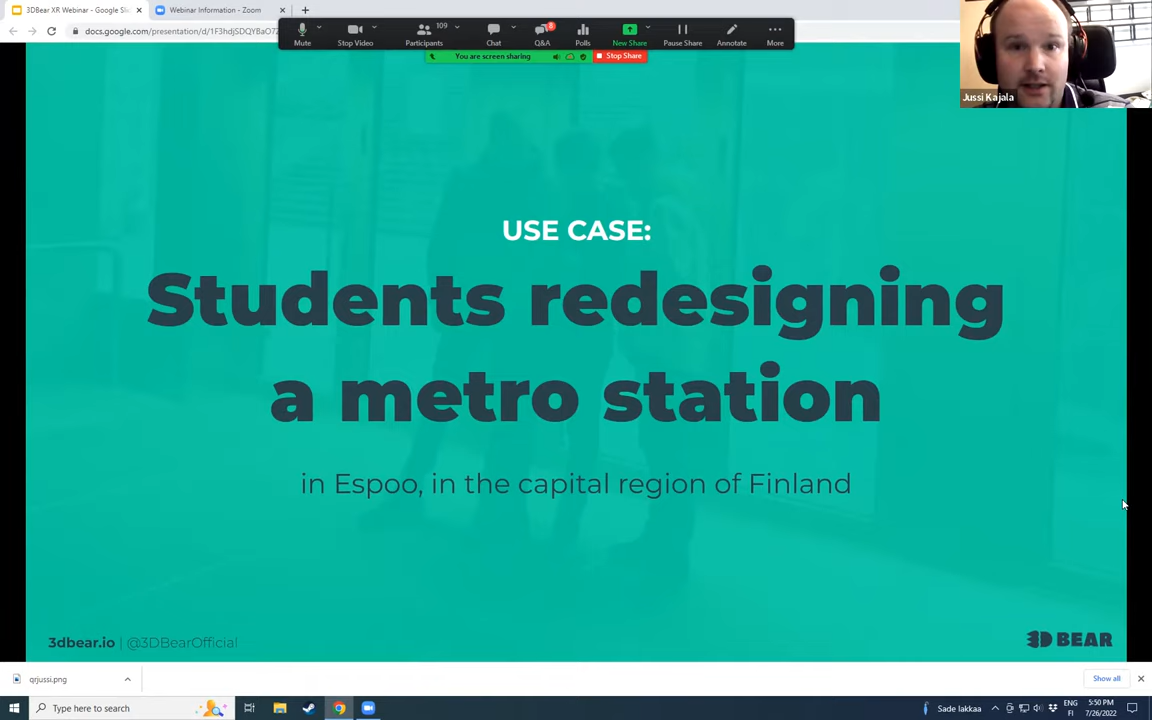 3DBear XR Webinar - Google Sli
Webinar Information - Zoom
docs.google.com/presentation/d/1F3hdjSDQYBaO7Z
Mute
Stop Video
109
Participants
Chat
8
Q&A
Polls
New Share
Pause Share
Annotate
More
You are screen sharing
Stop Share
Jussi Kajala
USE CASE:
Students redesigning
a metro station
in Espoo, in the capital region of Finland
3dbear.io | @3DBearOfficial
3D BEAR
qrjussi.png
Show all
Type here to search
Sade lakkaa
ENG
FI
5:50 PM
7/26/2022